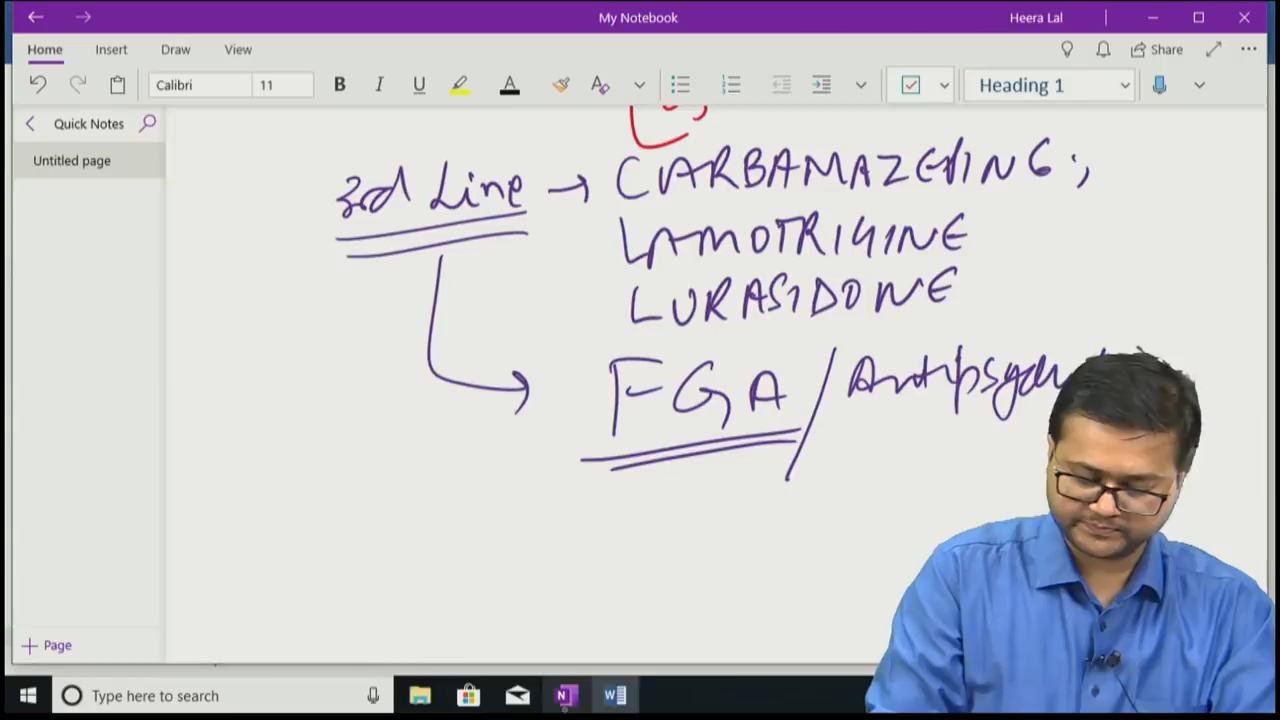 My Notebook
Heera Lal
Home Insert Draw View
Share
Calibri 11 B I U A Heading 1
Quick Notes
Untitled page
3rd Line → CARBAMAZEPINE;
LAMOTRIGINE
LURASIDONE
FGA /
+ Page
Type here to search